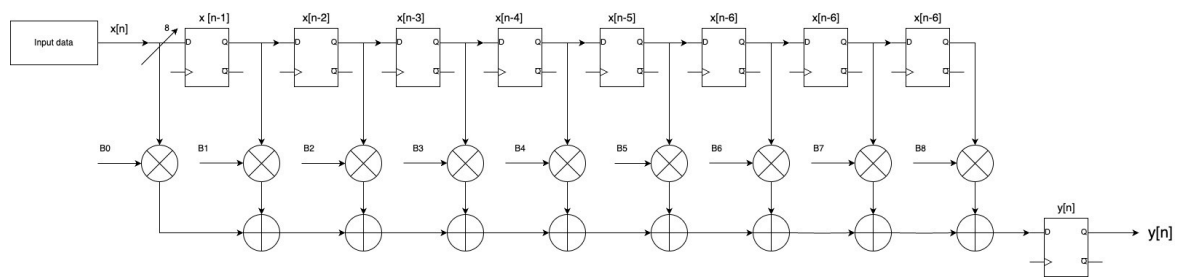 Input data
x[n]
8
x [n-1]
x[n-2]
x[n-3]
x[n-4]
x[n-5]
x[n-6]
x[n-6]
x[n-6]
D Q
Q
D Q
Q
D Q
Q
D Q
Q
D Q
Q
D Q
Q
D Q
Q
D Q
Q
B0
B1
B2
B3
B4
B5
B6
B7
B8
y[n]
D Q
Q
y[n]